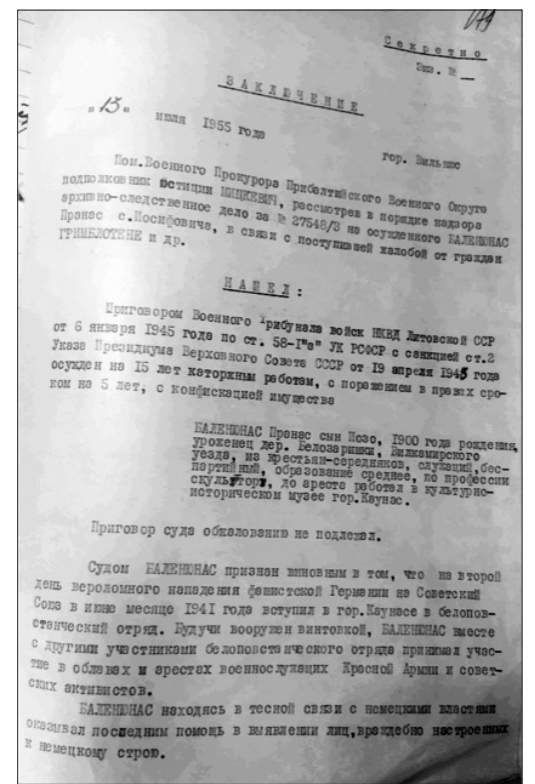 179
Секретно
Экз. №
ЗАКЛЮЧЕНИЕ
"13" июля 1955 года
гор. Вильнюс
Пом.Военного Прокурора Прибалтийского Военного Округа
подполковник юстиции МИЦКЕВИЧ, рассмотрев в порядке надзора
архивно-следственное дело за № 27548/3 на осужденного БАЛЕНЮНАС
Пранас с.Иосифовича, в связи с поступившей жалобой от граждан
ГРИМБЛОТЕНЕ и др.
НАШЕЛ:
Приговором Военного Трибунала войск НКВД Литовской ССР
от 6 января 1945 года по ст. 58-I"а" УК РСФСР с санкцией ст.2
Указа Президиума Верховного Совета СССР от 19 апреля 1943 года
осужден на 15 лет каторжным работам, с поражением в правах сро-
ком на 5 лет, с конфискацией имущества
БАЛЕНЮНАС Пранас сын Иозо, 1900 года рождения,
уроженец дер. Белозаришки, Вилкамирского
уезда, из крестьян-середняков, служащий, бес-
партийный, образование среднее, по профессии
скульптор, до ареста работал в культурно-
историческом музее гор.Каунас.
Приговор суда обжалованию не подлежал.
Судом БАЛЕНЮНАС признан виновным в том, что на второй
день вероломного нападения фашистской Германии на Советский
Союз в июне месяце 1941 года вступил в гор.Каунасе в белопов-
станческий отряд. Будучи вооружен винтовкой, БАЛЕНЮНАС вместе
с другими участниками белоповстанческого отряда принимал учас-
тие в облавах и арестах военнослужащих Красной Армии и совет-
ских активистов.
БАЛЕНЮНАС находясь в тесной связи с немецкими властями
оказывал последним помощь в выявлении лиц, враждебно настроенных
к немецкому строю.